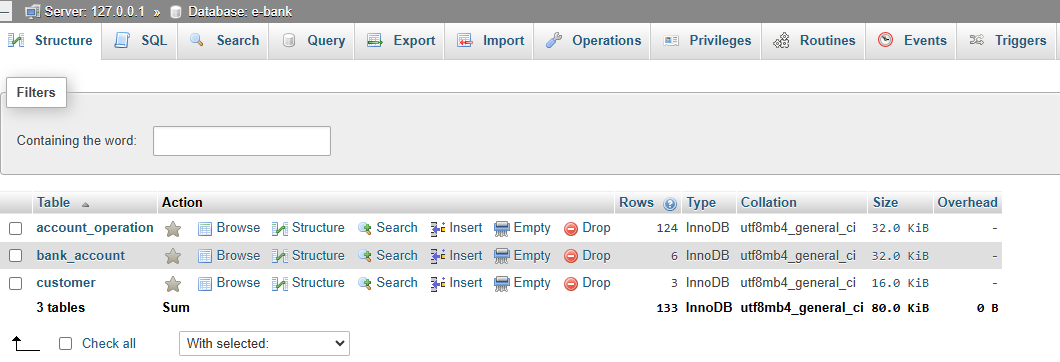 Server: 127.0.0.1 » Database: e-bank
Structure SQL Search Query Export Import Operations Privileges Routines Events Triggers
Filters
Containing the word:
Table Action Rows Type Collation Size Overhead
account_operation Browse Structure Search Insert Empty Drop 124 InnoDB utf8mb4_general_ci 32.0 KiB -
bank_account Browse Structure Search Insert Empty Drop 6 InnoDB utf8mb4_general_ci 32.0 KiB -
customer Browse Structure Search Insert Empty Drop 3 InnoDB utf8mb4_general_ci 16.0 KiB -
3 tables Sum 133 InnoDB utf8mb4_general_ci 80.0 KiB 0 B
Check all With selected: